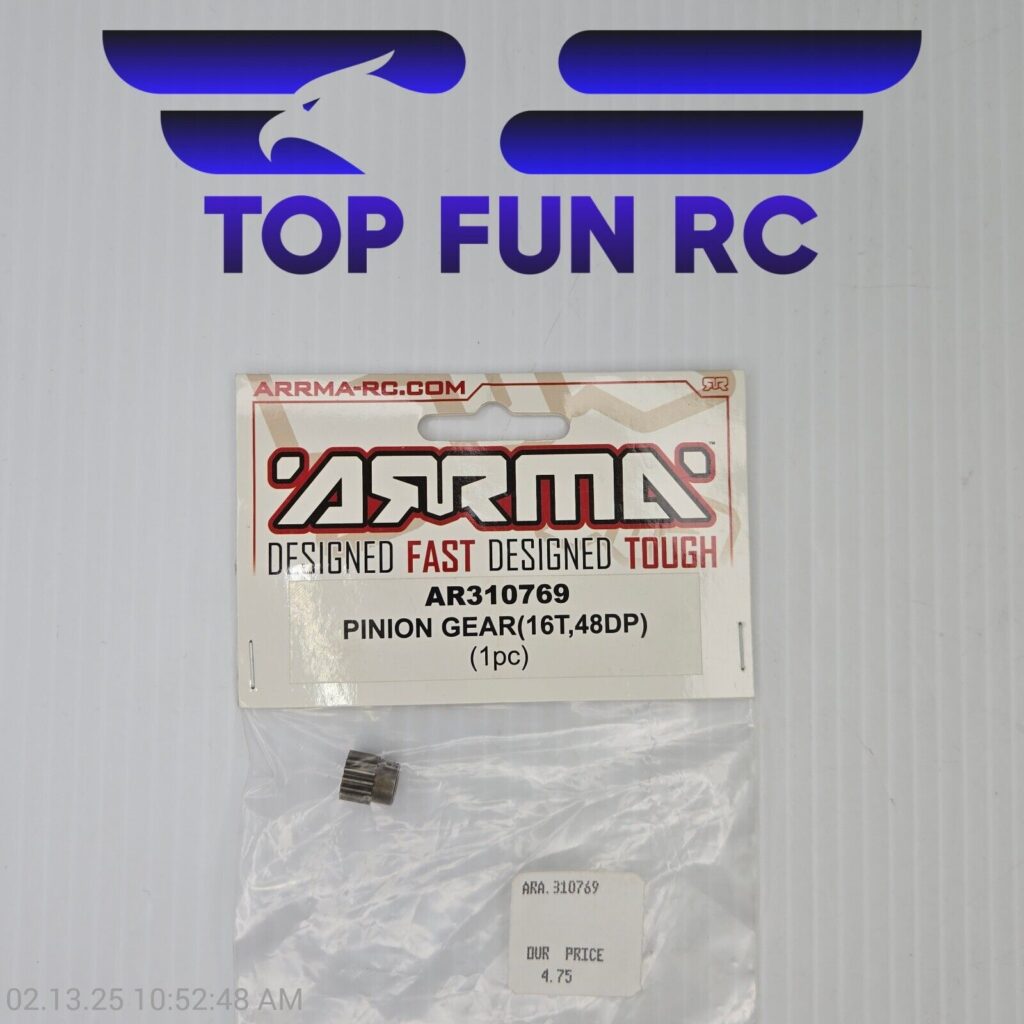 TOP FUN RC
ARRMA-RC.COM
ARRMA™
DESIGNED FAST DESIGNED TOUGH
AR310769
PINION GEAR(16T,48DP)
(1pc)
ARA.310769
OUR PRICE
4.75
02.13.25 10:52:48 AM